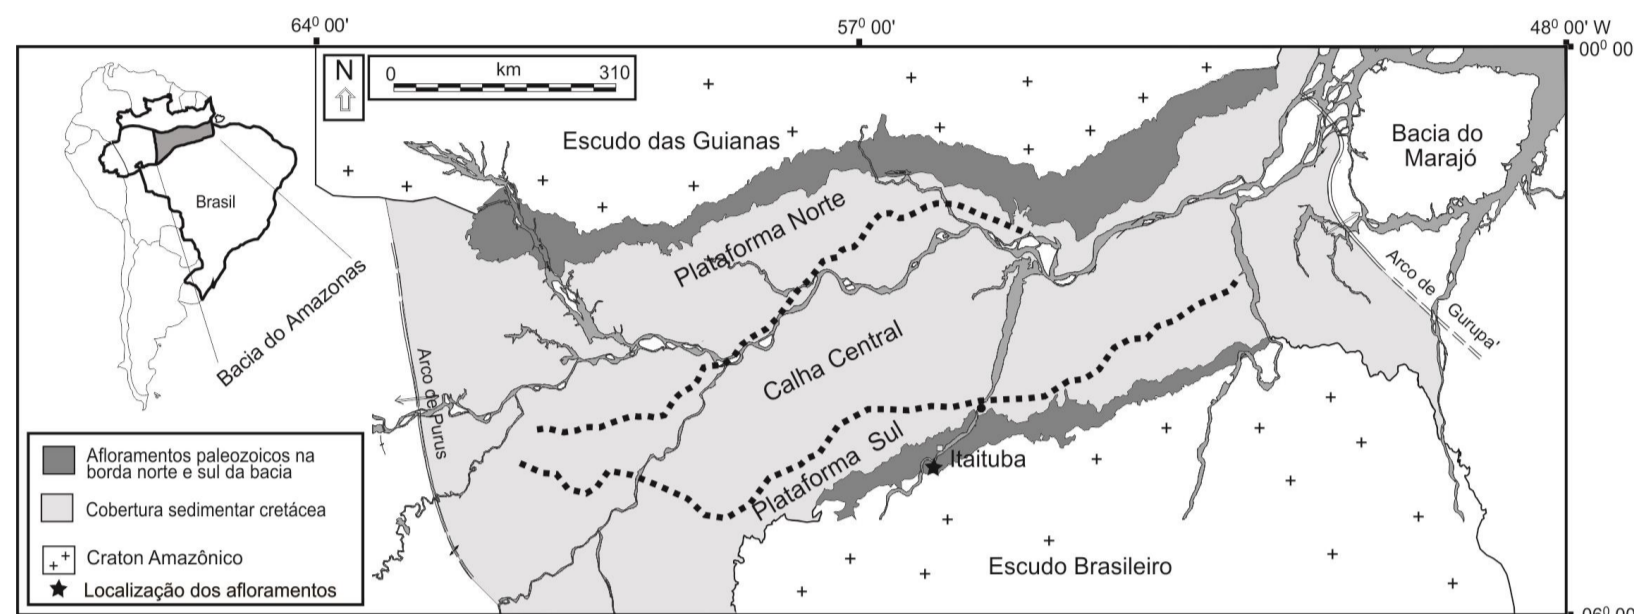 64⁰ 00'
57⁰ 00'
48⁰ 00' W
00⁰ 00
N
0 km 310
Escudo das Guianas
Bacia do
Marajó
Brasil
Plataforma Norte
Bacia do Amazonas
Arco de Gurupa'
Calha Central
Arco de Purus
Plataforma Sul
Itaituba
Afloramentos paleozoicos na
borda norte e sul da bacia
Cobertura sedimentar cretácea
Craton Amazônico
Localização dos afloramentos
Escudo Brasileiro